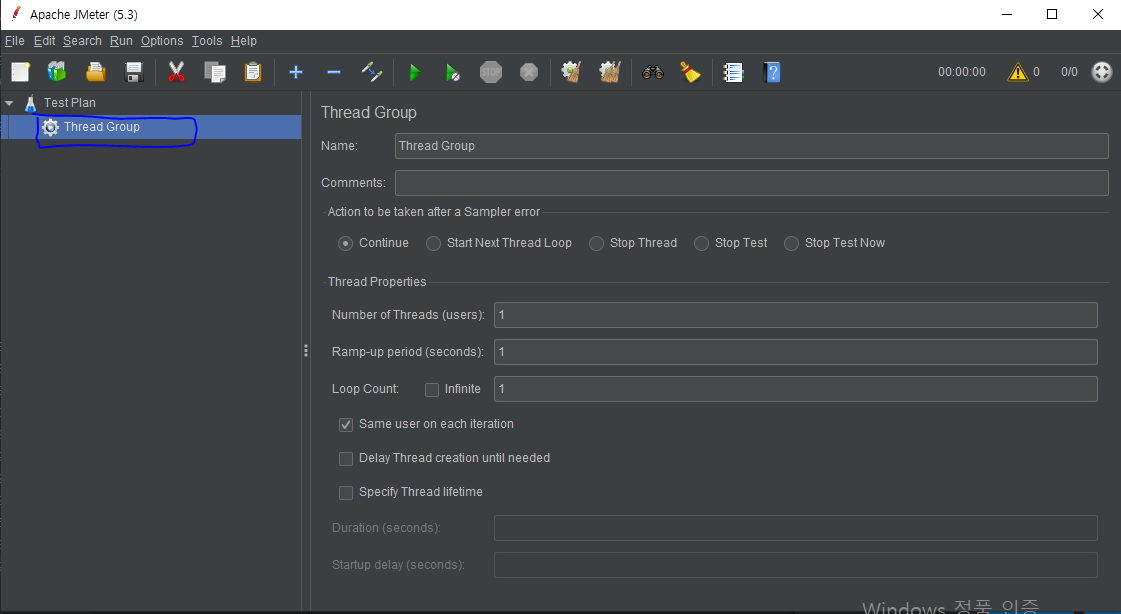 Apache JMeter (5.3)
File Edit Search Run Options Tools Help
STOP 00:00:00 0 0/0
Test Plan
Thread Group
Thread Group
Name: Thread Group
Comments:
Action to be taken after a Sampler error
Continue Start Next Thread Loop Stop Thread Stop Test Stop Test Now
Thread Properties
Number of Threads (users): 1
Ramp-up period (seconds): 1
Loop Count: Infinite 1
Same user on each iteration
Delay Thread creation until needed
Specify Thread lifetime
Duration (seconds):
Startup delay (seconds):
Windows 정품 인증